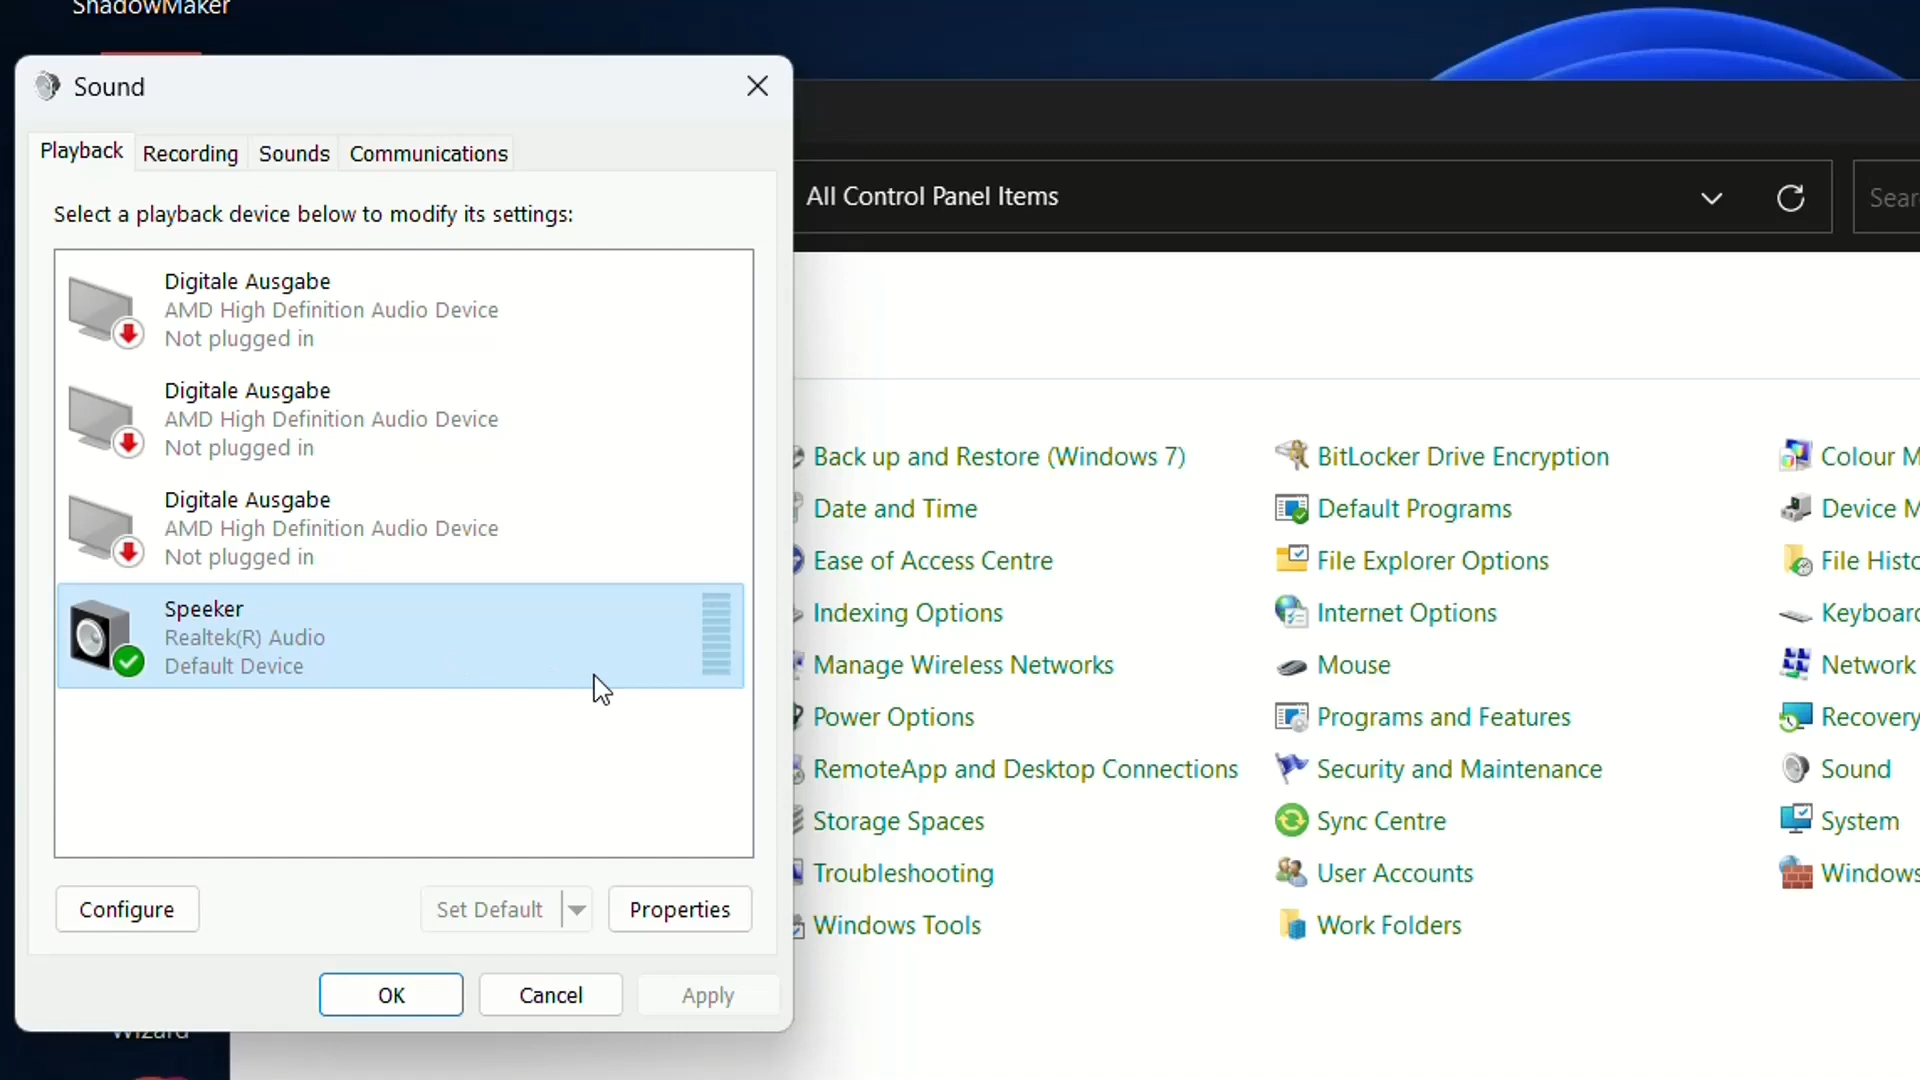 ShadowMaker
Sound
Playback
Recording
Sounds
Communications
Select a playback device below to modify its settings:
Digitale Ausgabe
AMD High Definition Audio Device
Not plugged in
Digitale Ausgabe
AMD High Definition Audio Device
Not plugged in
Digitale Ausgabe
AMD High Definition Audio Device
Not plugged in
Speeker
Realtek(R) Audio
Default Device
Configure
Set Default
Properties
OK
Cancel
Apply
Wizard
All Control Panel Items
Sear
Back up and Restore (Windows 7)
BitLocker Drive Encryption
Colour M
Date and Time
Default Programs
Device M
Ease of Access Centre
File Explorer Options
File Histo
Indexing Options
Internet Options
Keyboard
Manage Wireless Networks
Mouse
Network
Power Options
Programs and Features
Recovery
RemoteApp and Desktop Connections
Security and Maintenance
Sound
Storage Spaces
Sync Centre
System
Troubleshooting
User Accounts
Windows
Windows Tools
Work Folders